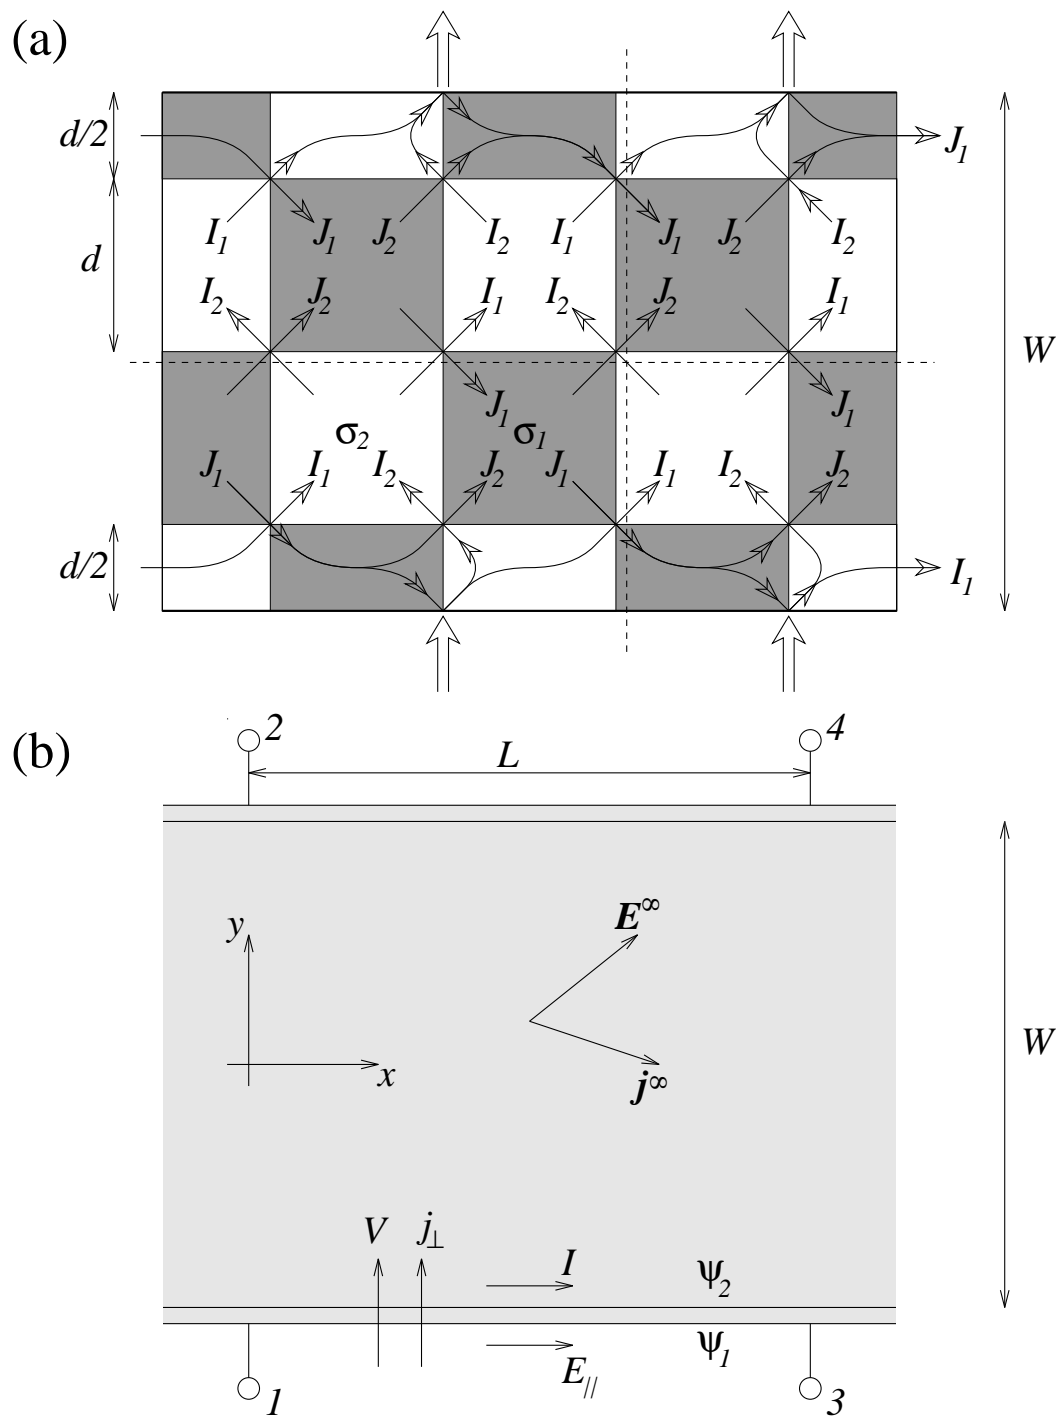 (a)
d/2
J1
I1 J1 J2 I2 I1 J1 J2 I2
d
I2 J2 I1 I2 J2 I1
W
J1 J1
σ2 σ1
J1 I1 I2 J2 J1 I1 I2 J2
d/2
I1
(b)
2 4
L
E∞
y
W
x
j∞
V j⊥
I ψ2
E// ψ1
1 3